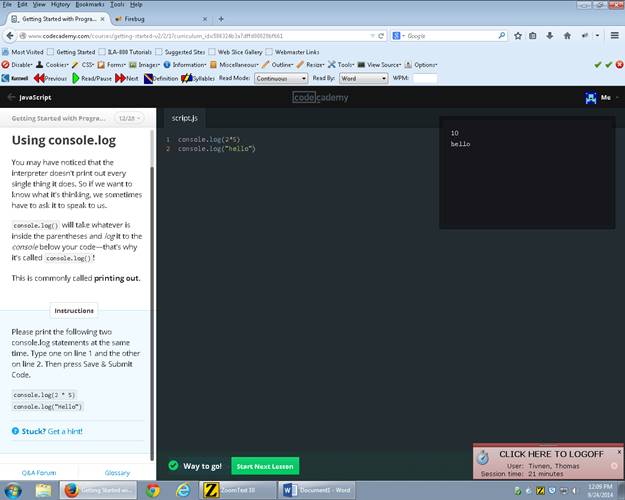 File Edit View History Bookmarks Tools Help
Getting Started with Progra...
Firebug
www.codecademy.com/courses/getting-started-v2/2/1?curriculum_id=
Google
Most Visited Getting Started ILA-800 Tutorials Suggested Sites Web Slice Gallery Webmaster Links
Disable Cookies CSS Forms Images Information Miscellaneous Outline Resize Tools View Source Options
Kurzweil Previous Read/Pause Next Definition Syllables Read Mode: Continuous Read By: Word WPM:
JavaScript
codecademy
Me
Getting Started with Progra...
12/28
script.js
Using console.log
1 console.log(2*5)
2 console.log("hello")
10
hello
You may have noticed that the
interpreter doesn't print out every
single thing it does. So if we want to
know what it's thinking, we sometimes
have to ask it to speak to us.
console.log() will take whatever is
inside the parentheses and log it to the
console below your code—that's why
it's called console.log()!
This is commonly called printing out.
Instructions
Please print the following two
console.log statements at the same
time. Type one on line 1 and the other
on line 2. Then press Save & Submit
Code.
console.log(2 * 5)
console.log("Hello")
Stuck? Get a hint!
Q&A Forum Glossary
Way to go!
Start Next Lesson
CLICK HERE TO LOGOFF
User: Tivnen, Thomas
Session time: 21 minutes
Getting Started wi...
ZoomText 10
Document1 - Word
12:09 PM
9/24/2014